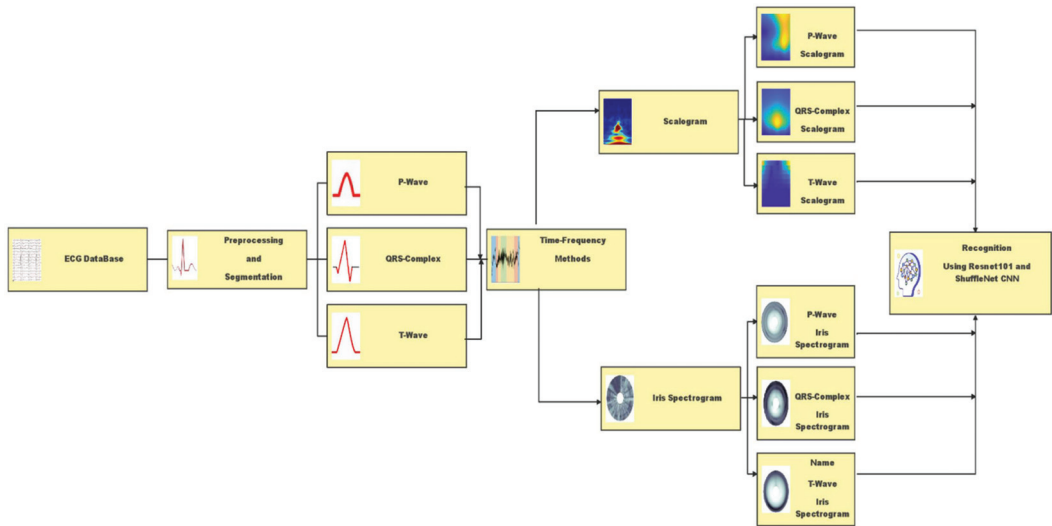 ECG DataBase
Preprocessing
and
Segmentation
P-Wave
QRS-Complex
T-Wave
Time-Frequency
Methods
Scalogram
P-Wave
Scalogram
QRS-Complex
Scalogram
T-Wave
Scalogram
Iris Spectrogram
P-Wave
Iris
Spectrogram
QRS-Complex
Iris
Spectrogram
Name
T-Wave
Iris
Spectrogram
Recognition
Using Resnet101 and
ShuffleNet CNN